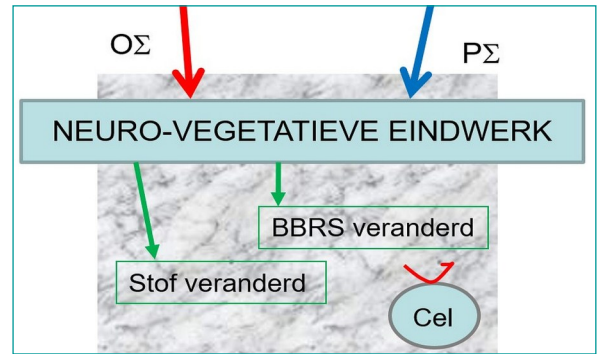 OΣ
PΣ
NEURO-VEGETATIEVE EINDWERK
BBRS veranderd
Stof veranderd
Cel